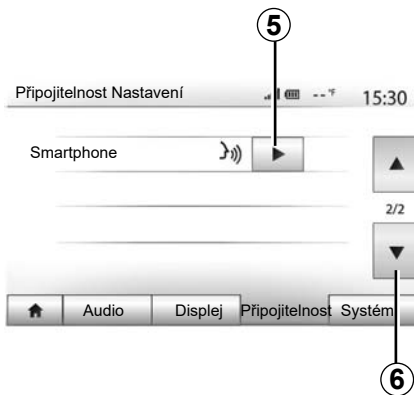 5
Připojitelnost Nastavení --°F 15:30
Smartphone
2/2
Audio Displej Připojitelnost Systém
6